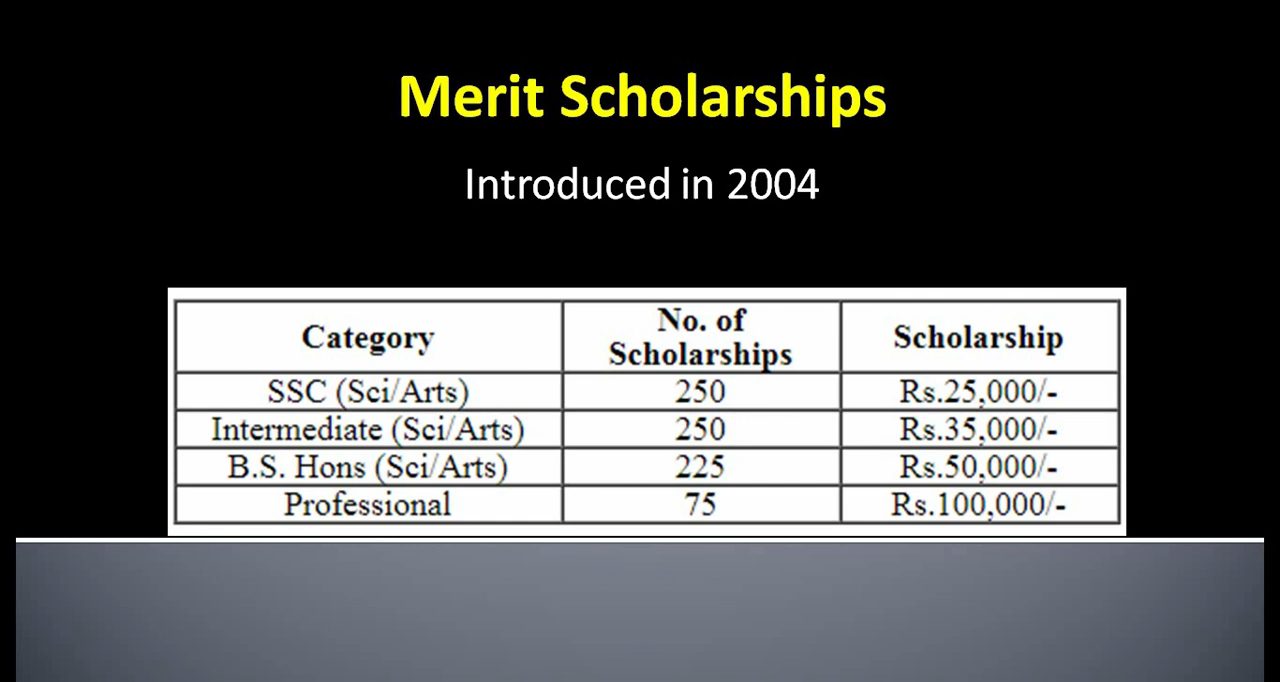 Merit Scholarships
Introduced in 2004
Category No. of Scholarships Scholarship
SSC (Sci/Arts) 250 Rs.25,000/-
Intermediate (Sci/Arts) 250 Rs.35,000/-
B.S. Hons (Sci/Arts) 225 Rs.50,000/-
Professional 75 Rs.100,000/-